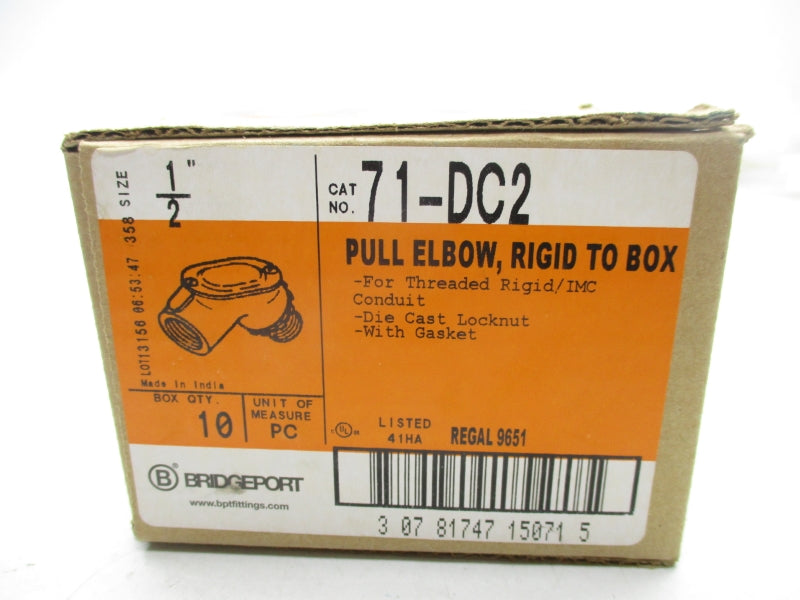 1/2"
358 SIZE
LOT13156 06:53:47
CAT NO. 71-DC2
PULL ELBOW, RIGID TO BOX
-For Threaded Rigid/IMC
Conduit
-Die Cast Locknut
-With Gasket
Made In India
BOX QTY.
10
UNIT OF
MEASURE
PC
c UL us
LISTED
41HA
REGAL 9651
B® BRIDGEPORT
www.bptfittings.com
3 07 81747 15071 5